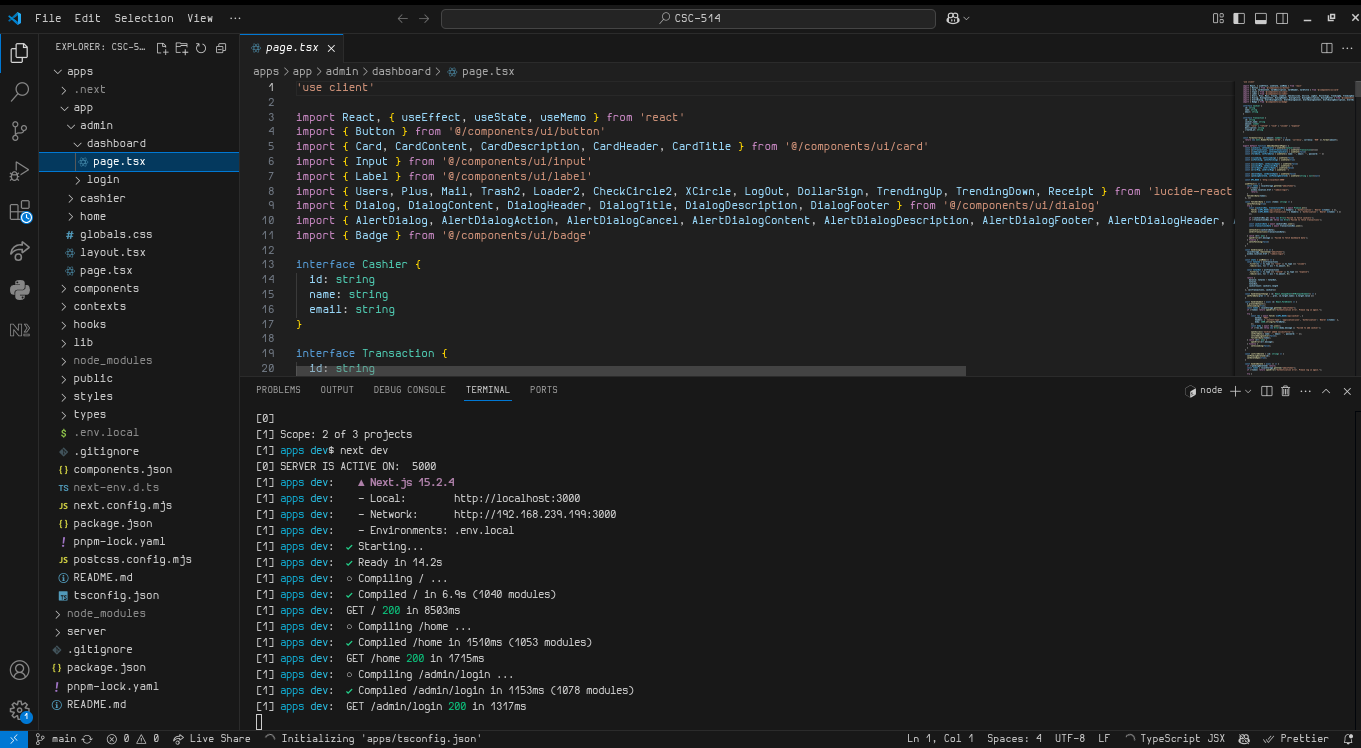 File Edit Selection View ···
CSC-514
EXPLORER: CSC-5...
apps
.next
app
admin
dashboard
page.tsx
login
cashier
home
# globals.css
layout.tsx
page.tsx
components
contexts
hooks
lib
node_modules
public
styles
types
$ .env.local
.gitignore
{} components.json
TS next-env.d.ts
JS next.config.mjs
{} package.json
! pnpm-lock.yaml
JS postcss.config.mjs
README.md
TS tsconfig.json
node_modules
server
.gitignore
{} package.json
! pnpm-lock.yaml
README.md
page.tsx
apps > app > admin > dashboard > page.tsx
1 'use client'
2
3 import React, { useEffect, useState, useMemo } from 'react'
4 import { Button } from '@/components/ui/button'
5 import { Card, CardContent, CardDescription, CardHeader, CardTitle } from '@/components/ui/card'
6 import { Input } from '@/components/ui/input'
7 import { Label } from '@/components/ui/label'
8 import { Users, Plus, Mail, Trash2, Loader2, CheckCircle2, XCircle, LogOut, DollarSign, TrendingUp, TrendingDown, Receipt } from 'lucide-react
9 import { Dialog, DialogContent, DialogHeader, DialogTitle, DialogDescription, DialogFooter } from '@/components/ui/dialog'
10 import { AlertDialog, AlertDialogAction, AlertDialogCancel, AlertDialogContent, AlertDialogDescription, AlertDialogFooter, AlertDialogHeader,
11 import { Badge } from '@/components/ui/badge'
12
13 interface Cashier {
14 id: string
15 name: string
16 email: string
17 }
18
19 interface Transaction {
20 id: string
PROBLEMS OUTPUT DEBUG CONSOLE TERMINAL PORTS
node
[0]
[1] Scope: 2 of 3 projects
[1] apps dev$ next dev
[0] SERVER IS ACTIVE ON: 5000
[1] apps dev: ▲ Next.js 15.2.4
[1] apps dev: - Local: http://localhost:3000
[1] apps dev: - Network: http://192.168.239.199:3000
[1] apps dev: - Environments: .env.local
[1] apps dev: ✓ Starting...
[1] apps dev: ✓ Ready in 14.2s
[1] apps dev: ○ Compiling / ...
[1] apps dev: ✓ Compiled / in 6.9s (1040 modules)
[1] apps dev: GET / 200 in 8503ms
[1] apps dev: ○ Compiling /home ...
[1] apps dev: ✓ Compiled /home in 1510ms (1053 modules)
[1] apps dev: GET /home 200 in 1715ms
[1] apps dev: ○ Compiling /admin/login ...
[1] apps dev: ✓ Compiled /admin/login in 1153ms (1078 modules)
[1] apps dev: GET /admin/login 200 in 1317ms
1
main 0 0 Live Share Initializing 'apps/tsconfig.json' Ln 1, Col 1 Spaces: 4 UTF-8 LF TypeScript JSX Prettier